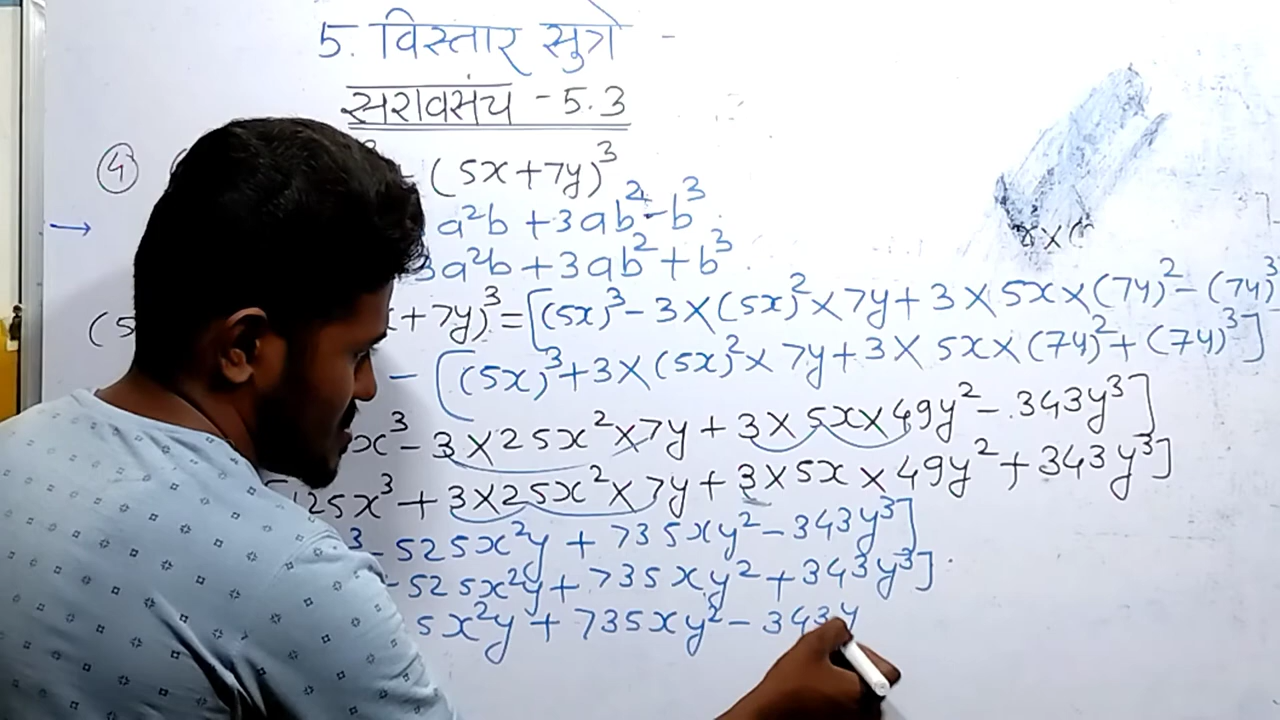 5. विस्तार सुत्रे -
सरावसंच - 5.3
(4) - (5x+7y)³
→ a²b + 3ab² - b³
3a²b + 3ab² + b³
(5 x+7y)³ = [(5x)³ - 3×(5x)²×7y + 3×5x×(7y)² - (7y)³
- [(5x)³ + 3×(5x)²×7y + 3×5x×(7y)² + (7y)³]
x³ - 3×25x²×7y + 3×5x×49y² - 343y³]
125x³ + 3×25x²×7y + 3×5x×49y² + 343y³]
³ - 525x²y + 735xy² - 343y³]
- 525x²y + 735xy² + 343y³]
5x²y + 735xy² - 343y